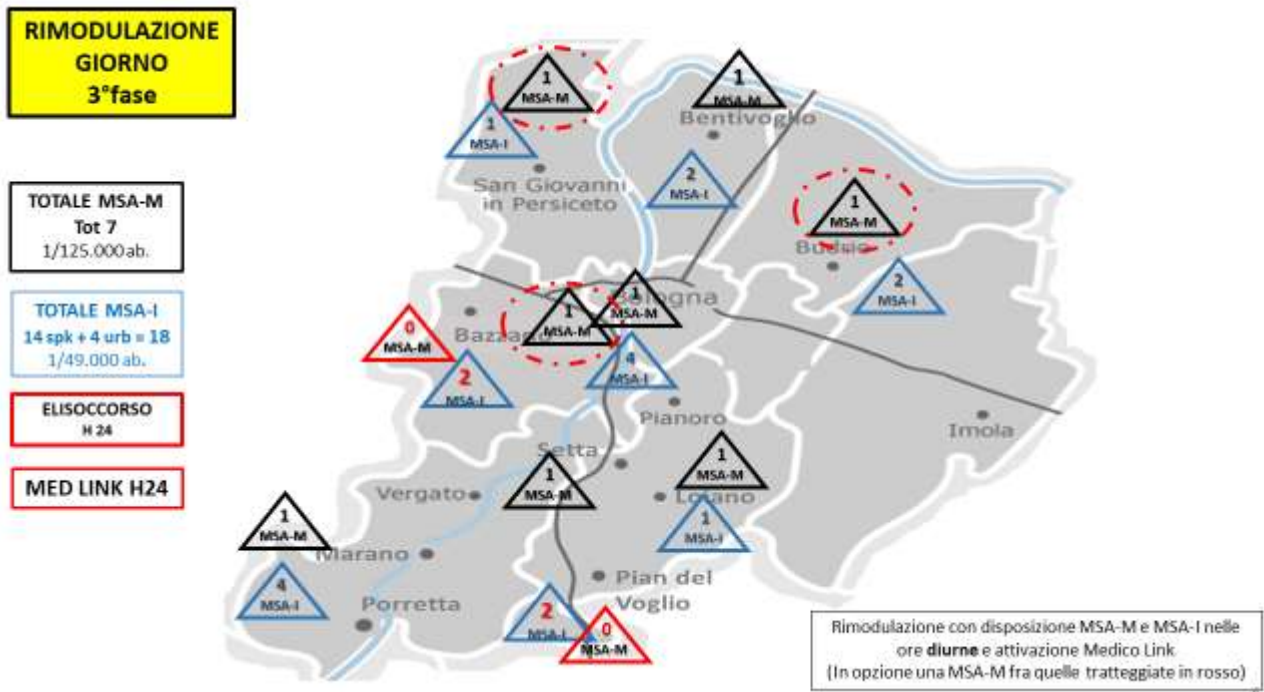 RIMODULAZIONE
GIORNO
3°fase
TOTALE MSA-M
Tot 7
1/125.000 ab.
TOTALE MSA-I
14 spk + 4 urb = 18
1/49.000 ab.
ELISOCCORSO
H 24
MED LINK H24
1
MSA-M
1
MSA-I
San Giovanni
in Persiceto
1
MSA-M
Bentivoglio
2
MSA-I
1
MSA-M
Budrio
2
MSA-I
1
MSA-M
Bologna
1
MSA-M
Bazzano
0
MSA-M
2
MSA-I
4
MSA-I
Pianoro
Imola
Setta
1
MSA-M
Vergato
1
MSA-M
Loiano
1
MSA-I
1
MSA-M
Marano
4
MSA-I
Porretta
Pian del
Voglio
2
MSA-I
0
MSA-M
Rimodulazione con disposizione MSA-M e MSA-I nelle
ore diurne e attivazione Medico Link
(In opzione una MSA-M fra quelle tratteggiate in rosso)